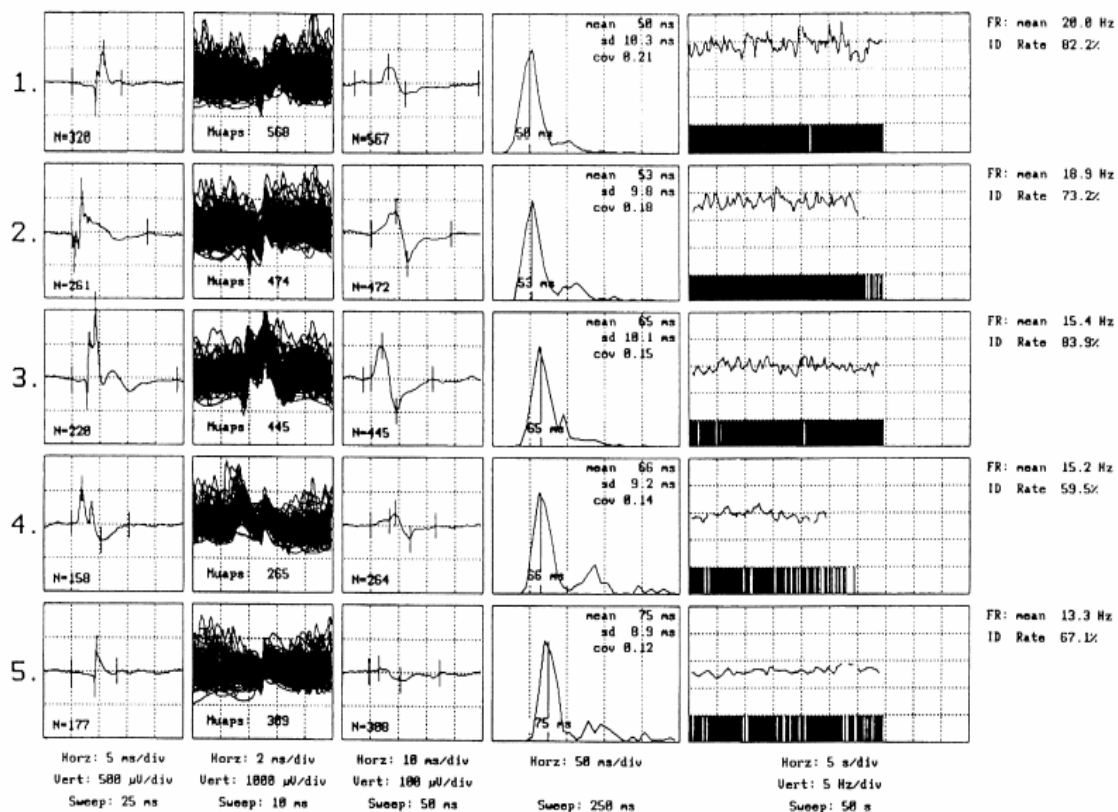 1.
N=320
Muaps 568
N=567
mean 50 ms
sd 10.3 ms
cov 0.21
50 ms
FR: mean 20.0 Hz
ID Rate 82.2%
2.
N=261
Muaps 474
N=472
mean 53 ms
sd 9.8 ms
cov 0.18
53 ms
FR: mean 18.9 Hz
ID Rate 73.2%
3.
N=220
Muaps 445
N=445
mean 65 ms
sd 10.1 ms
cov 0.15
65 ms
FR: mean 15.4 Hz
ID Rate 83.9%
4.
N=158
Muaps 265
N=264
mean 66 ms
sd 9.2 ms
cov 0.14
66 ms
FR: mean 15.2 Hz
ID Rate 59.5%
5.
N=177
Muaps 309
N=308
mean 75 ms
sd 8.9 ms
cov 0.12
75 ms
FR: mean 13.3 Hz
ID Rate 67.1%
Horz: 5 ms/div
Vert: 500 µV/div
Sweep: 25 ms
Horz: 2 ms/div
Vert: 1000 µV/div
Sweep: 10 ms
Horz: 10 ms/div
Vert: 100 µV/div
Sweep: 50 ms
Horz: 50 ms/div
Sweep: 250 ms
Horz: 5 s/div
Vert: 5 Hz/div
Sweep: 50 s